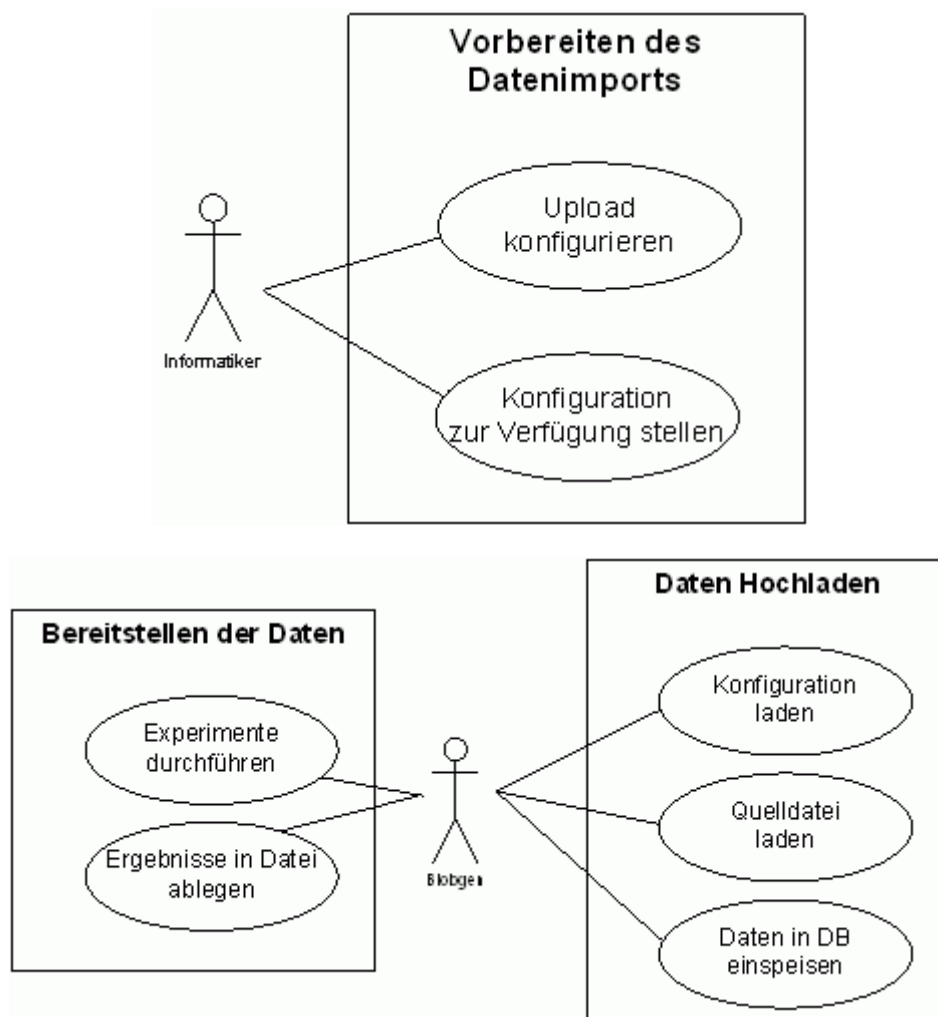 Vorbereiten des
Datenimports
Upload
konfigurieren
Informatiker
Konfiguration
zur Verfügung stellen
Bereitstellen der Daten
Experimente
durchführen
Ergebnisse in Datei
ablegen
Daten Hochladen
Konfiguration
laden
Quelldatei
laden
Daten in DB
einspeisen